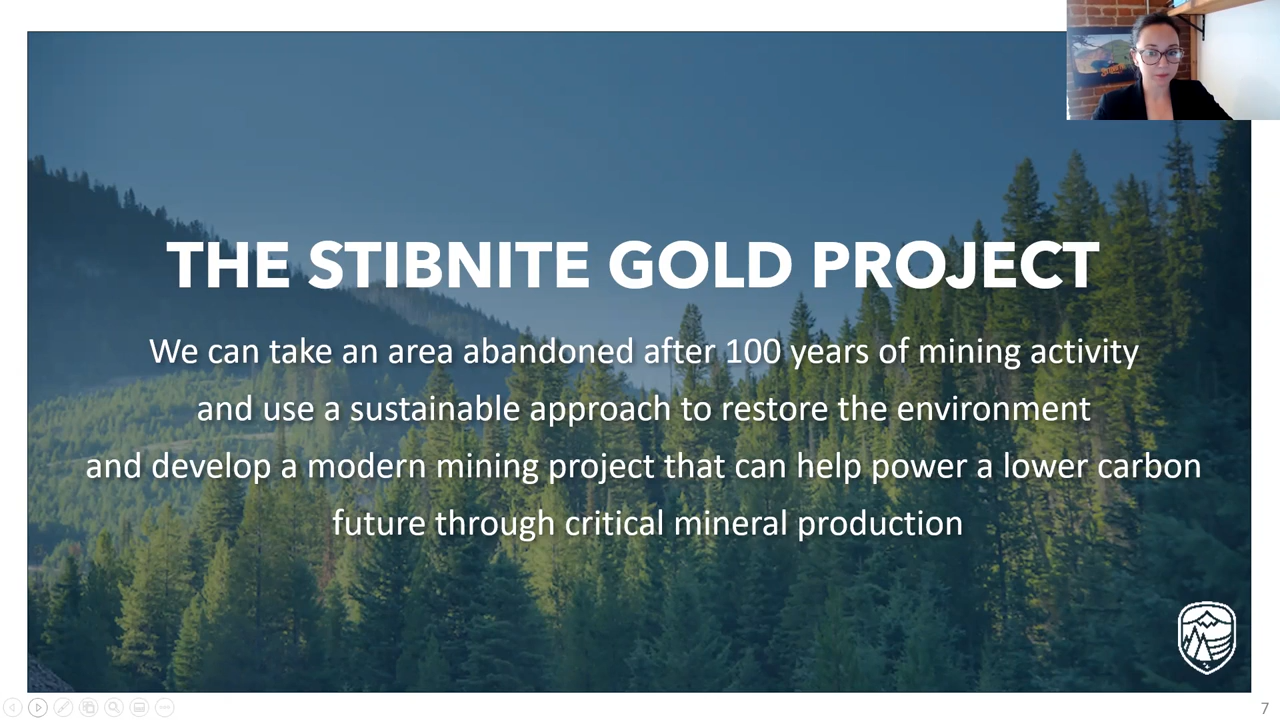 THE STIBNITE GOLD PROJECT
We can take an area abandoned after 100 years of mining activity
and use a sustainable approach to restore the environment
and develop a modern mining project that can help power a lower carbon
future through critical mineral production
7